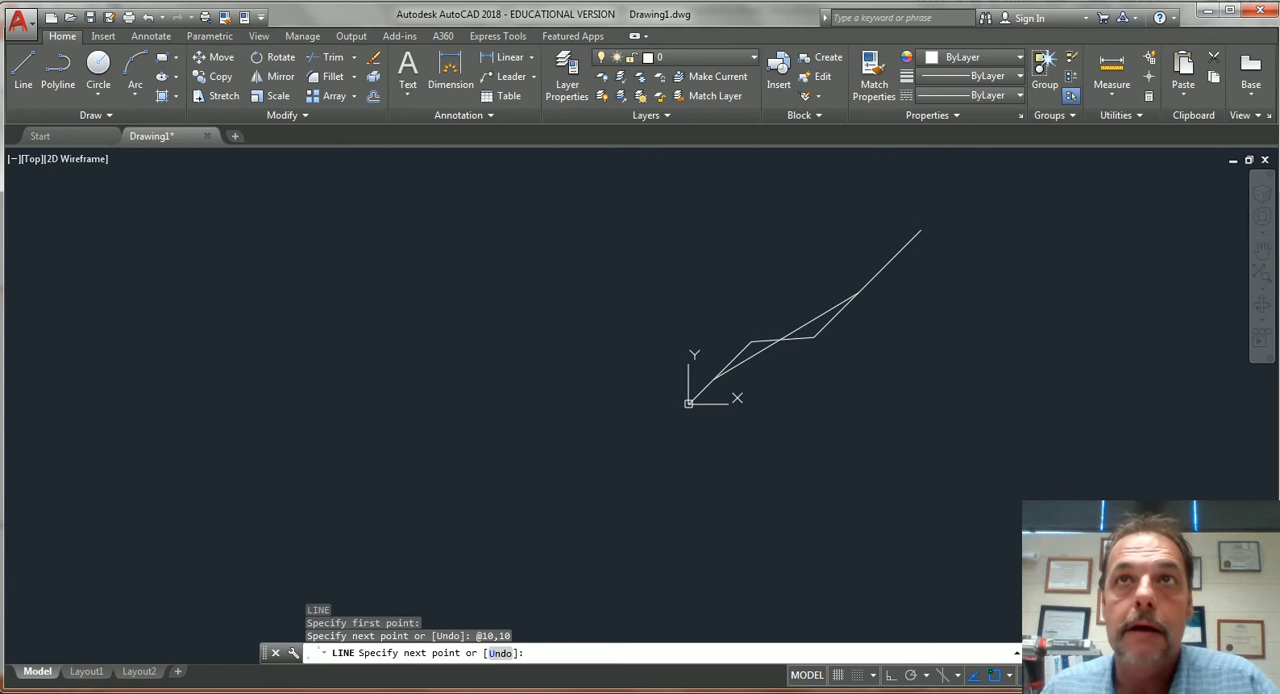 Autodesk AutoCAD 2018 - EDUCATIONAL VERSION Drawing1.dwg
Type a keyword or phrase
Sign In
Home Insert Annotate Parametric View Manage Output Add-ins A360 Express Tools Featured Apps
Line Polyline Circle Arc
Move Rotate Trim
Copy Mirror Fillet
Stretch Scale Array
Text Dimension
Linear
Leader
Table
Layer
Properties
0
Make Current
Match Layer
Insert
Create
Edit
Match
Properties
ByLayer
ByLayer
ByLayer
Group Measure Paste Base
Draw Modify Annotation Layers Block Properties Groups Utilities Clipboard View
Start Drawing1*
[−][Top][2D Wireframe]
Y
X
LINE
Specify first point:
Specify next point or [Undo]: @10,10
LINE Specify next point or [Undo]:
Model Layout1 Layout2 +
MODEL